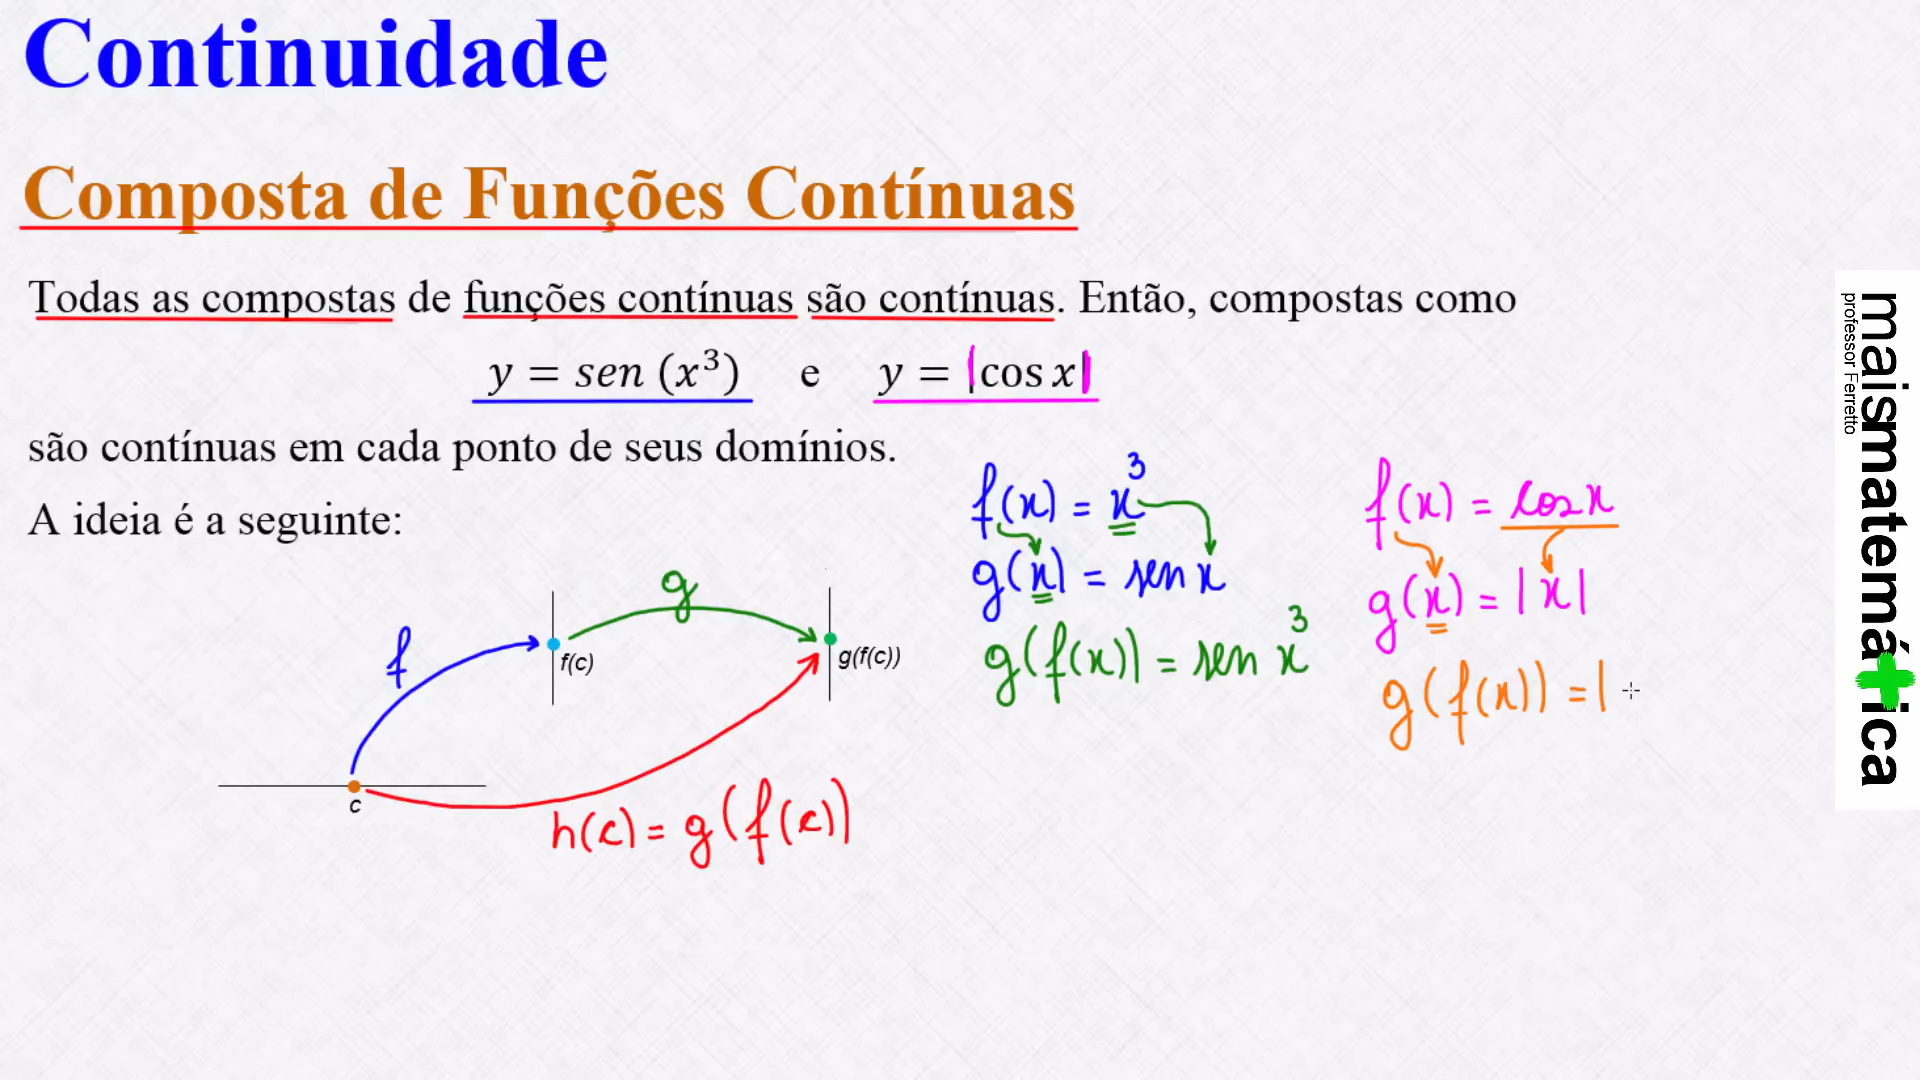 Continuidade
Composta de Funções Contínuas
Todas as compostas de funções contínuas são contínuas. Então, compostas como
y = sen (x³) e y = |cos x|
são contínuas em cada ponto de seus domínios.
A ideia é a seguinte:
f(x) = x³
g(x) = sen x
g(f(x)) = sen x³
f(x) = cos x
g(x) = |x|
g(f(x)) = |
f
g
f(c)
g(f(c))
c
h(c) = g(f(c))
maismatemática
professor Ferretto